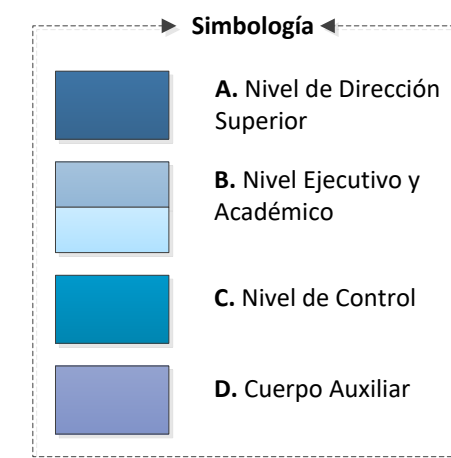 Simbología
A. Nivel de Dirección
Superior
B. Nivel Ejecutivo y
Académico
C. Nivel de Control
D. Cuerpo Auxiliar